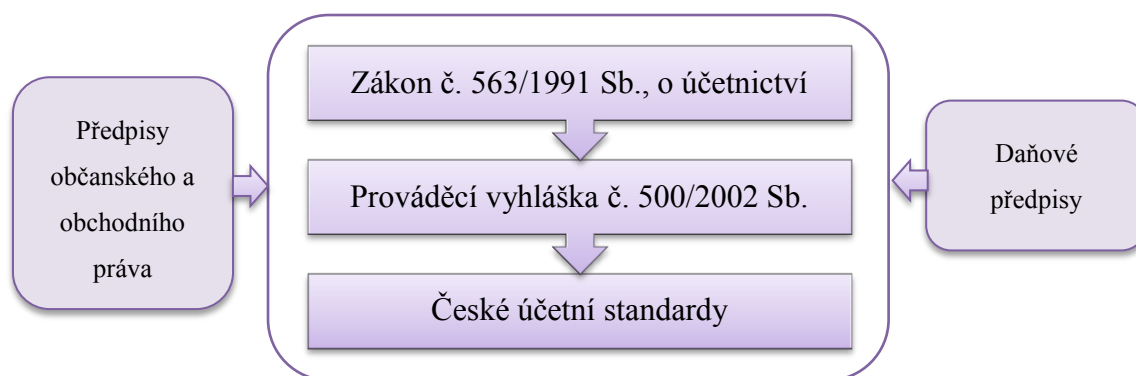 Předpisy
občanského a
obchodního
práva
Zákon č. 563/1991 Sb., o účetnictví
Prováděcí vyhláška č. 500/2002 Sb.
České účetní standardy
Daňové
předpisy